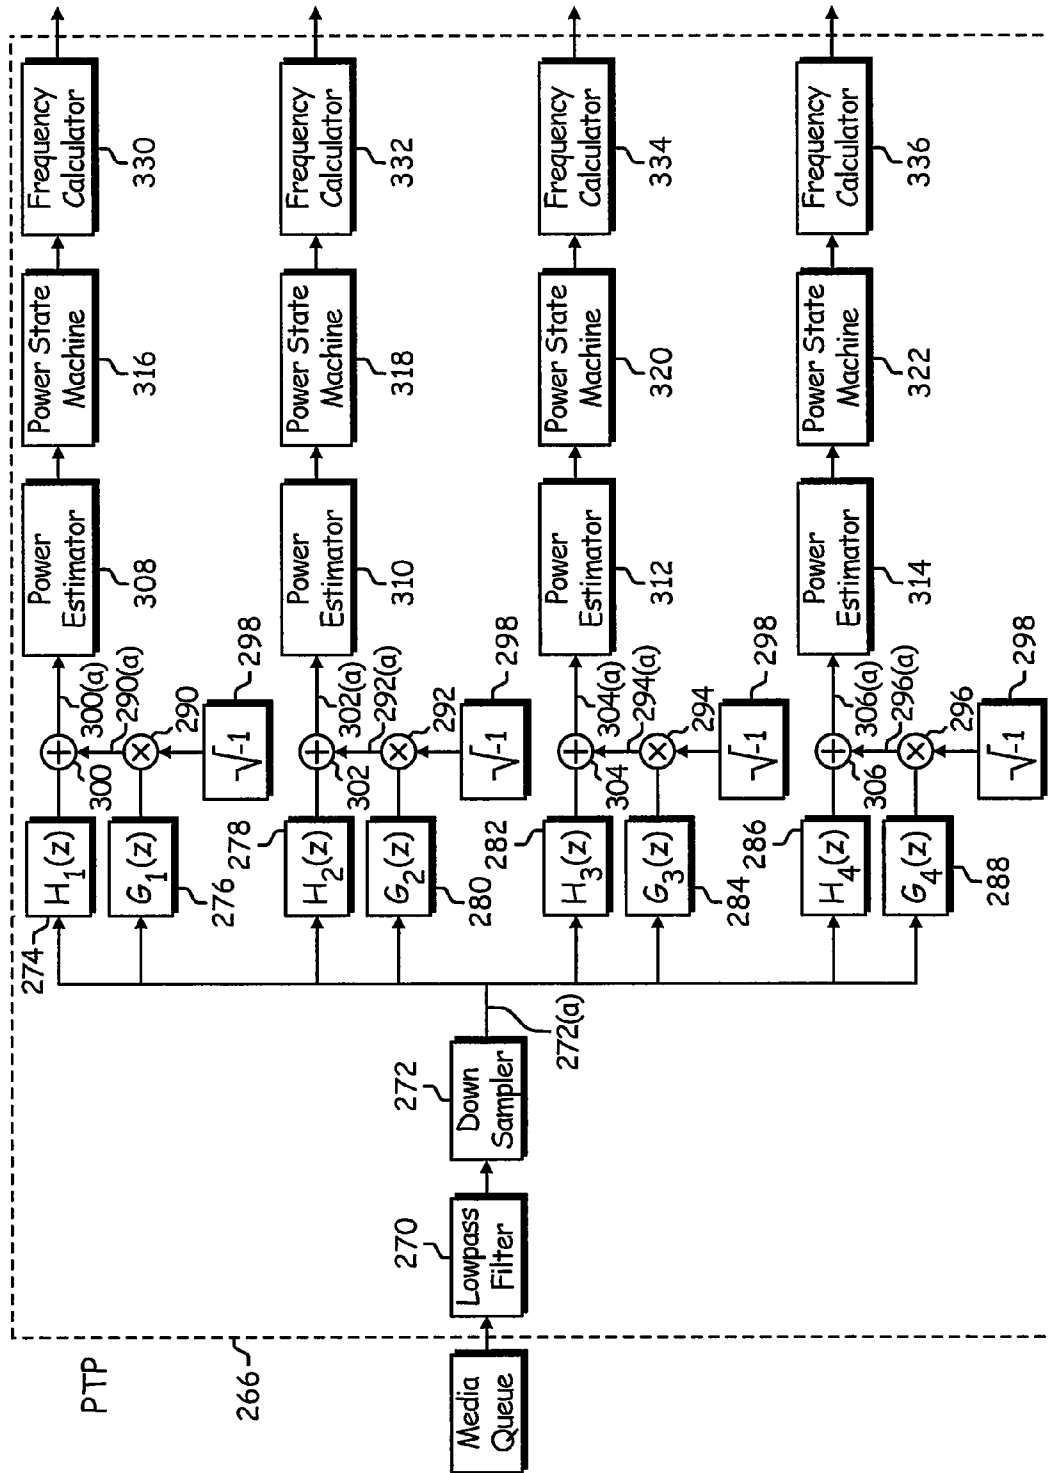 PTP
266
Media
Queue
270
Lowpass
Filter
272
Down
Sampler
272(a)
274
H₁(z)
300
300(a)
Power
Estimator
308
Power State
Machine
316
Frequency
Calculator
330
G₁(z)
276
290
290(a)
√-1
298
278
H₂(z)
302
302(a)
Power
Estimator
310
Power State
Machine
318
Frequency
Calculator
332
G₂(z)
280
292
292(a)
√-1
298
282
H₃(z)
304
304(a)
Power
Estimator
312
Power State
Machine
320
Frequency
Calculator
334
G₃(z)
284
294
294(a)
√-1
298
286
H₄(z)
306
306(a)
Power
Estimator
314
Power State
Machine
322
Frequency
Calculator
336
G₄(z)
288
296
296(a)
√-1
298